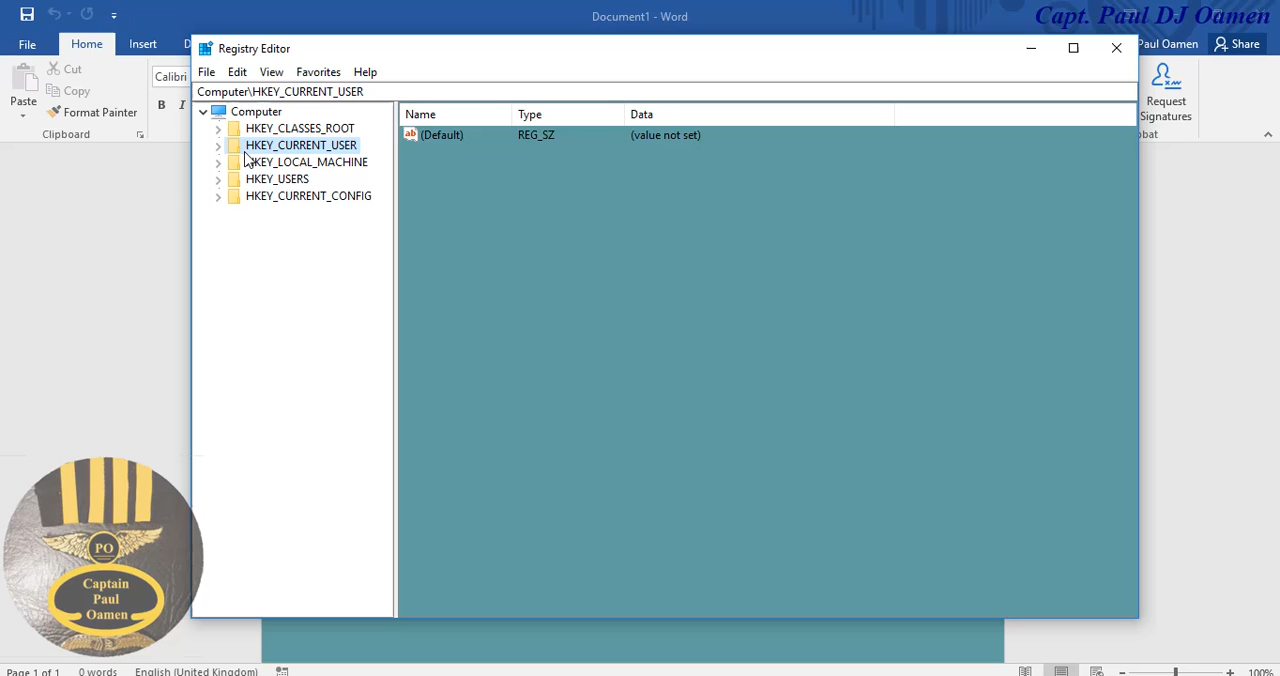 Document1 - Word
Capt. Paul DJ Oamen
File Home Insert
Paul Oamen Share
Registry Editor
File Edit View Favorites Help
Computer\HKEY_CURRENT_USER
Cut
Copy
Format Painter
Paste
Clipboard
Calibri
B I
Request
Signatures
Computer
HKEY_CLASSES_ROOT
HKEY_CURRENT_USER
HKEY_LOCAL_MACHINE
HKEY_USERS
HKEY_CURRENT_CONFIG
Name Type Data
ab (Default) REG_SZ (value not set)
PO
Captain
Paul
Oamen
Page 1 of 1 0 words English (United Kingdom) 100%